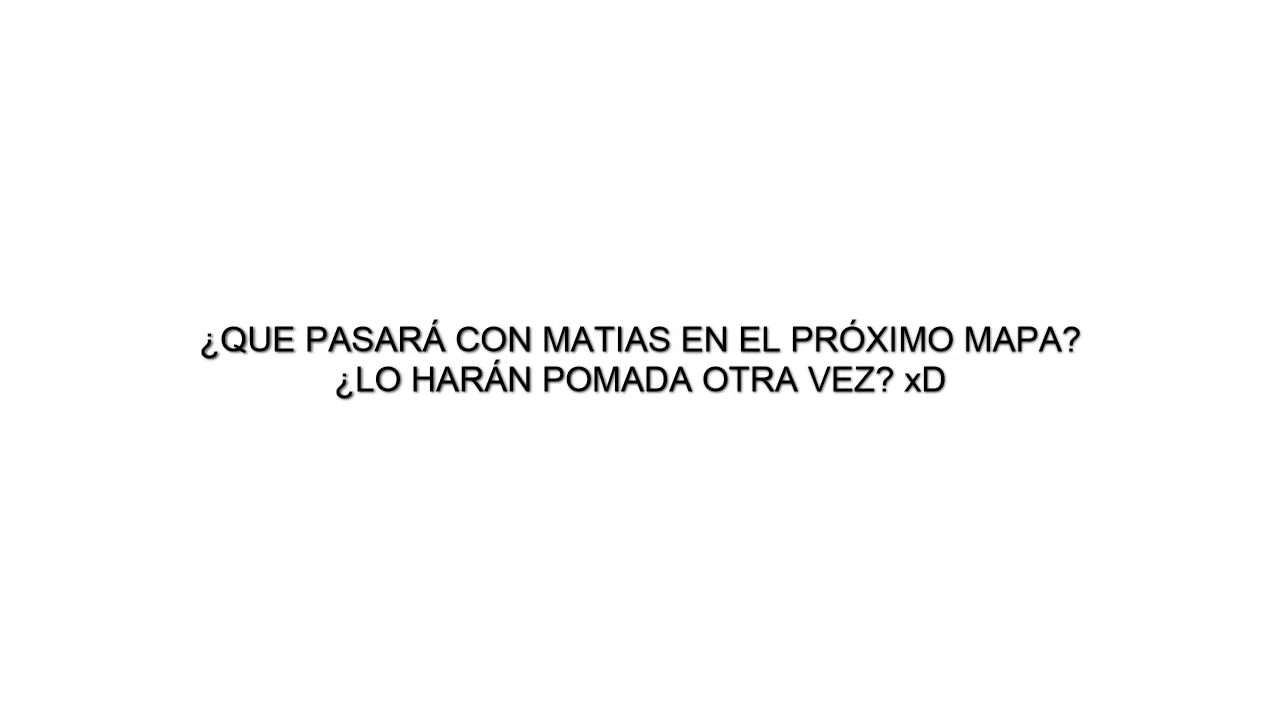 ¿QUE PASARÁ CON MATIAS EN EL PRÓXIMO MAPA?
¿LO HARÁN POMADA OTRA VEZ? xD